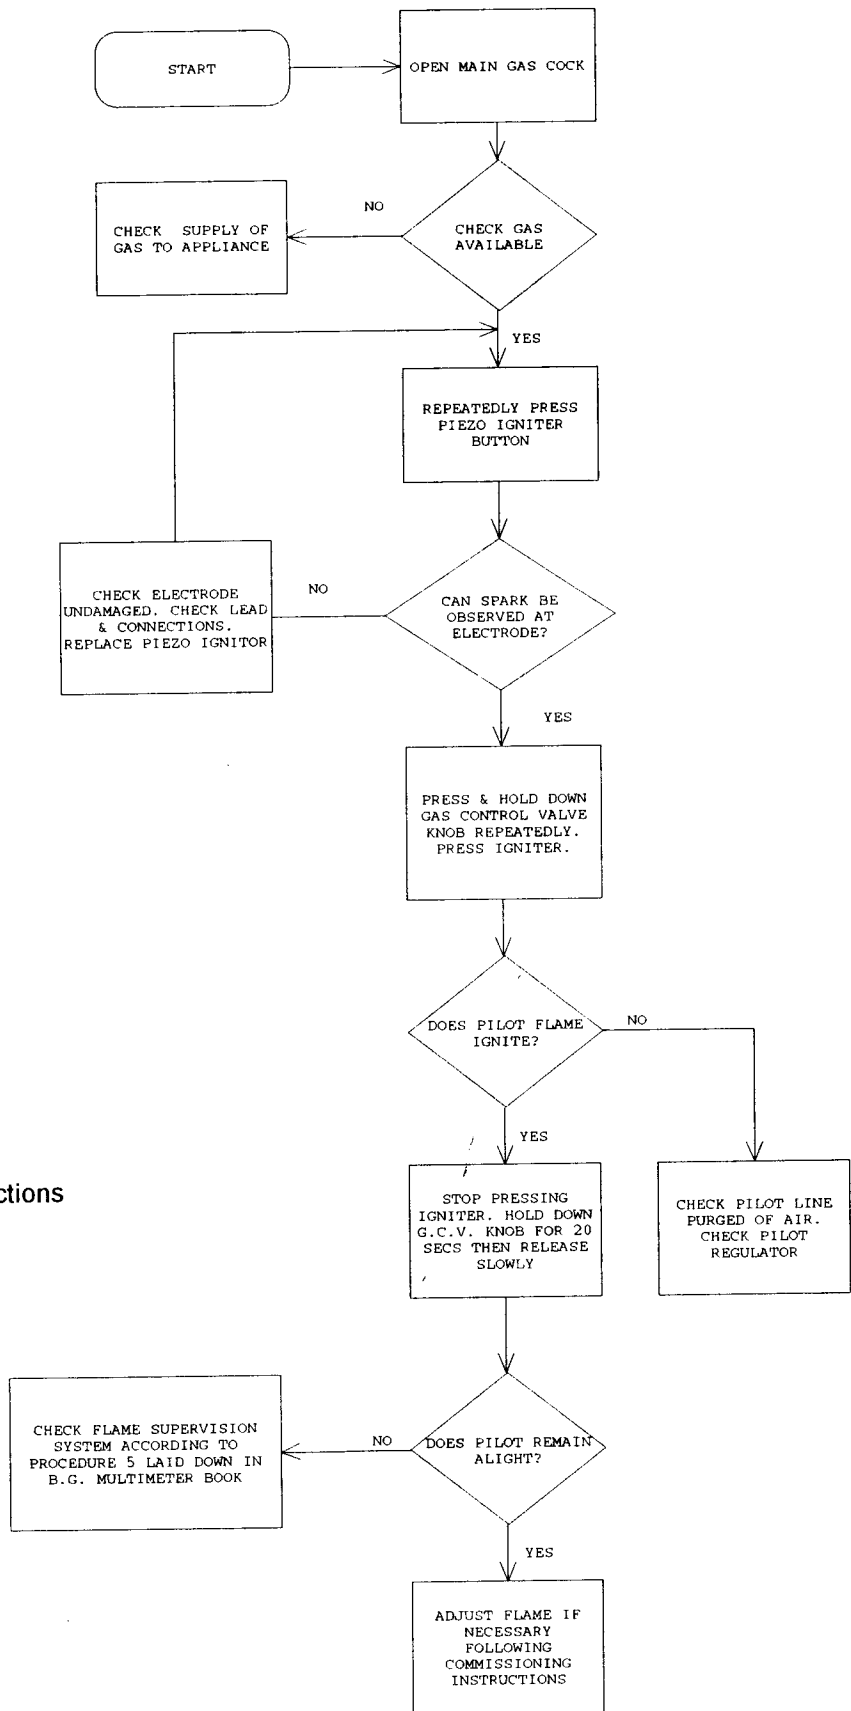 START
OPEN MAIN GAS COCK
CHECK GAS
AVAILABLE
NO
CHECK SUPPLY OF
GAS TO APPLIANCE
YES
REPEATEDLY PRESS
PIEZO IGNITER
BUTTON
CAN SPARK BE
OBSERVED AT
ELECTRODE?
NO
CHECK ELECTRODE
UNDAMAGED. CHECK LEAD
& CONNECTIONS.
REPLACE PIEZO IGNITOR
YES
PRESS & HOLD DOWN
GAS CONTROL VALVE
KNOB REPEATEDLY.
PRESS IGNITER.
DOES PILOT FLAME
IGNITE?
NO
CHECK PILOT LINE
PURGED OF AIR.
CHECK PILOT
REGULATOR
YES
ctions
STOP PRESSING
IGNITER. HOLD DOWN
G.C.V. KNOB FOR 20
SECS THEN RELEASE
SLOWLY
DOES PILOT REMAIN
ALIGHT?
NO
CHECK FLAME SUPERVISION
SYSTEM ACCORDING TO
PROCEDURE 5 LAID DOWN IN
B.G. MULTIMETER BOOK
YES
ADJUST FLAME IF
NECESSARY
FOLLOWING
COMMISSIONING
INSTRUCTIONS